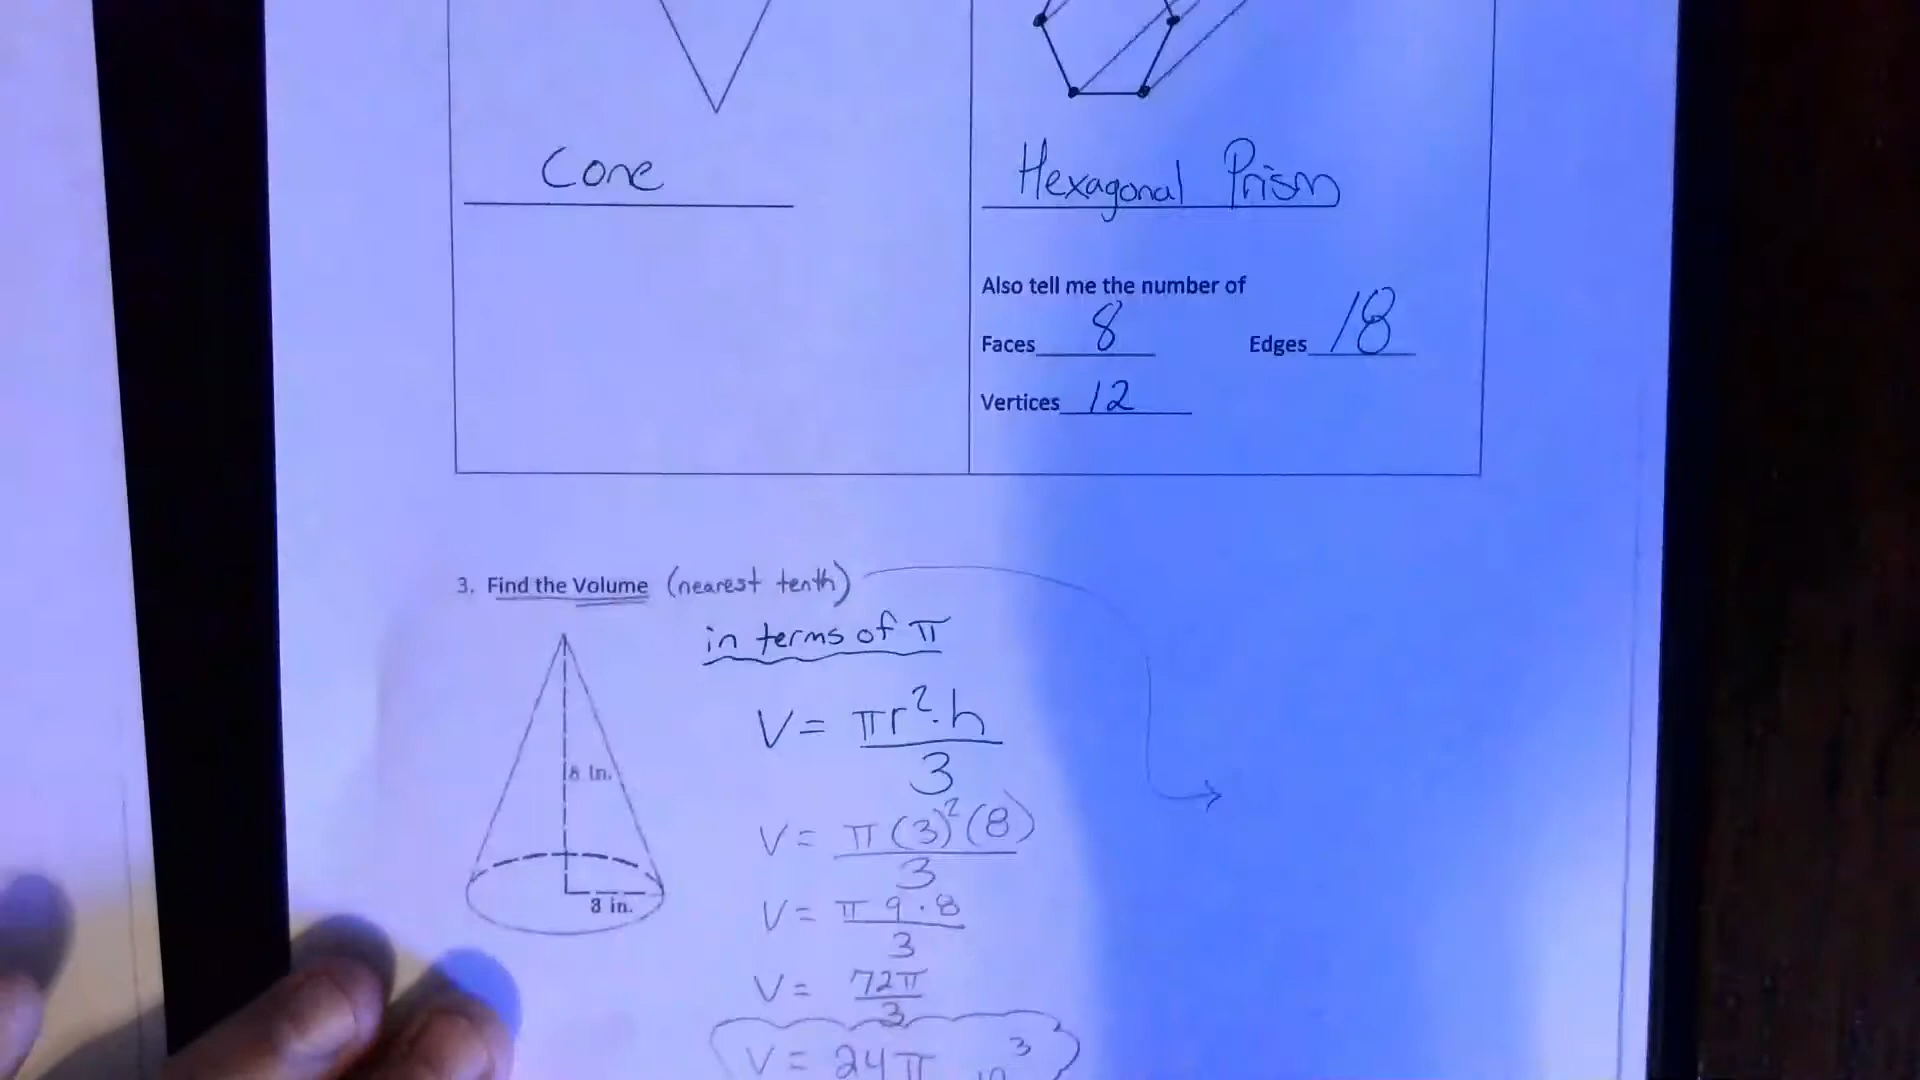 Cone
Hexagonal Prism
Also tell me the number of
Faces 8 Edges 18
Vertices 12
3. Find the Volume (nearest tenth)
in terms of π
V = πr².h
3
8 in.
V = π(3)²(8)
3
3 in.
V = π 9 · 8
3
V = 72π
3
V = 24π in³